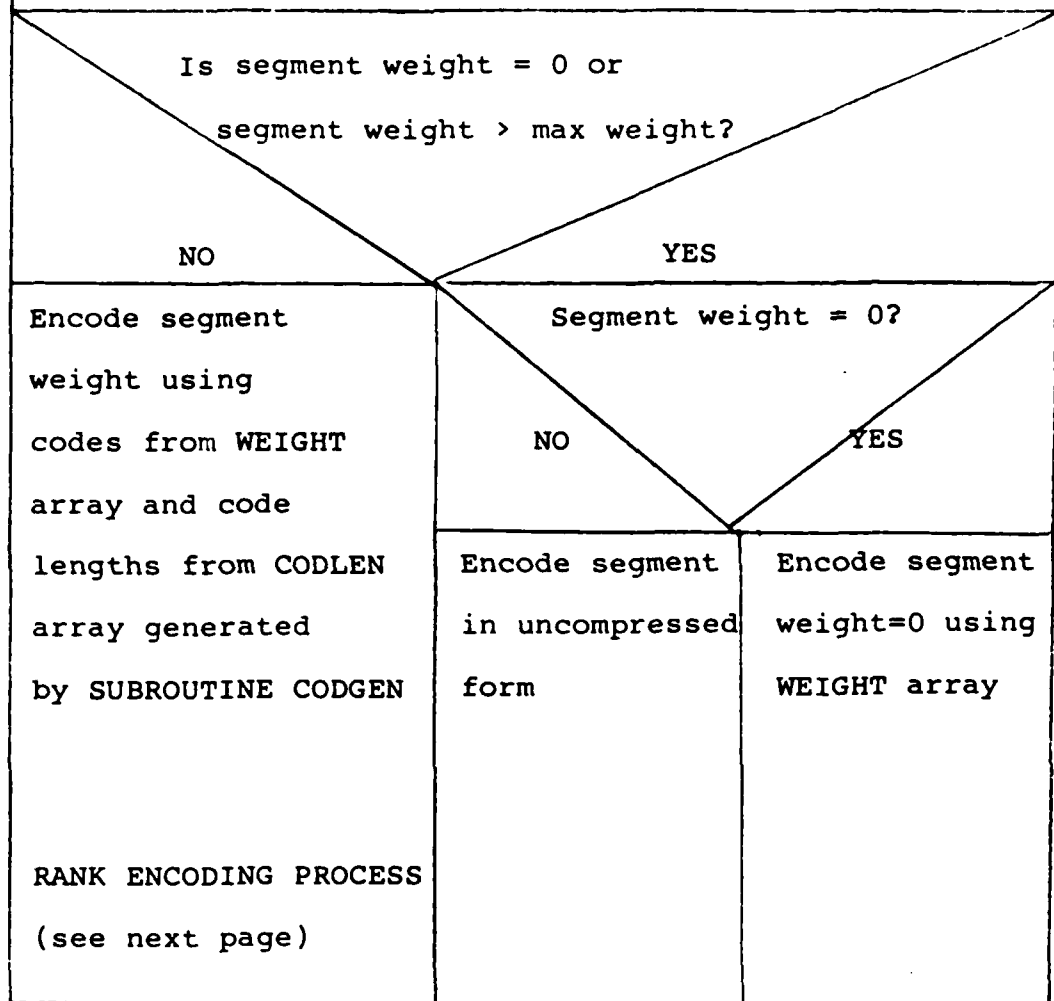 Is segment weight = 0 or
segment weight > max weight?
NO
YES
Encode segment
weight using
codes from WEIGHT
array and code
lengths from CODLEN
array generated
by SUBROUTINE CODGEN
RANK ENCODING PROCESS
(see next page)
Segment weight = 0?
NO
YES
Encode segment
in uncompressed
form
Encode segment
weight=0 using
WEIGHT array